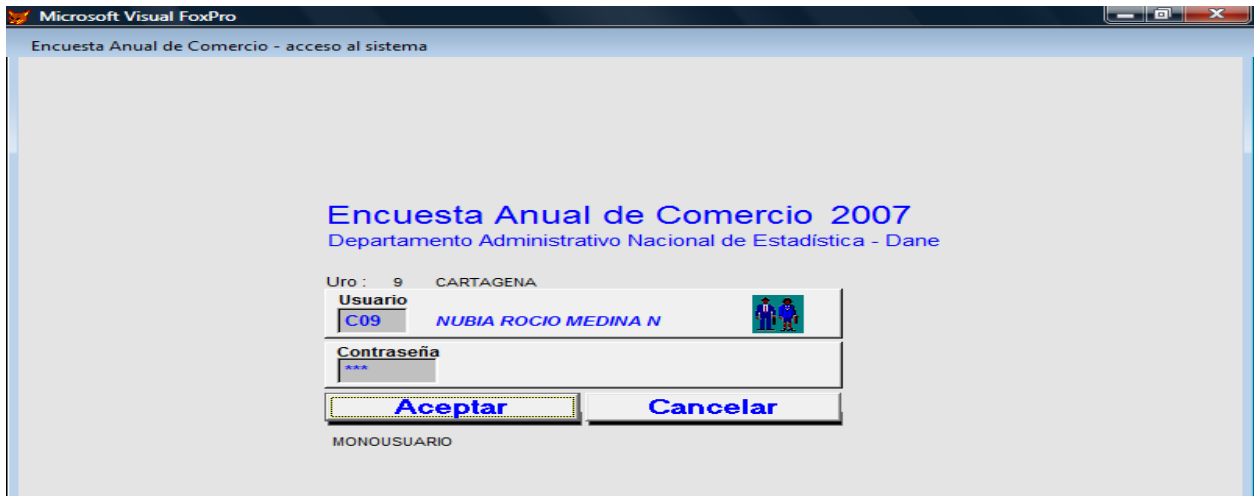 Microsoft Visual FoxPro
Encuesta Anual de Comercio - acceso al sistema
Encuesta Anual de Comercio 2007
Departamento Administrativo Nacional de Estadística - Dane
Uro : 9 CARTAGENA
Usuario
C09 NUBIA ROCIO MEDINA N
Contraseña
***
Aceptar Cancelar
MONOUSUARIO